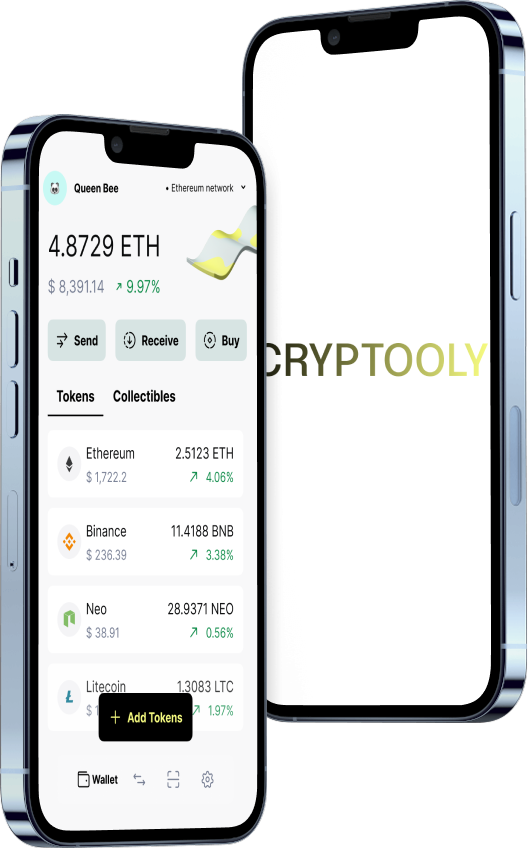 Queen Bee
• Ethereum network
4.8729 ETH
$ 8,391.14 9.97%
Send Receive Buy
Tokens Collectibles
Ethereum 2.5123 ETH
$ 1,722.2 4.06%
Binance 11.4188 BNB
$ 236.39 3.38%
Neo 28.9371 NEO
$ 38.91 0.56%
Litecoin 1.3083 LTC
$ 1 1.97%
+ Add Tokens
Wallet
CRYPTOOLY